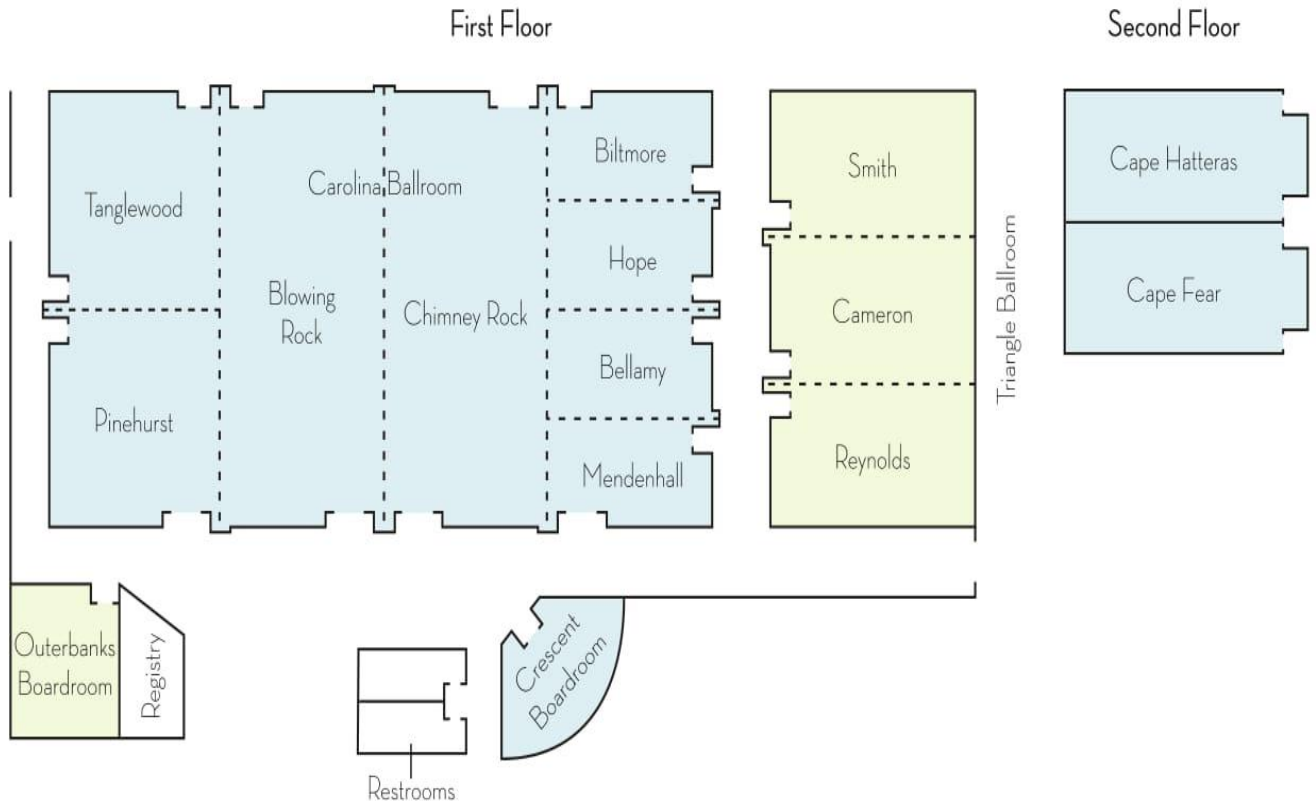 First Floor
Second Floor
Tanglewood
Carolina Ballroom
Biltmore
Hope
Blowing
Rock
Chimney Rock
Bellamy
Pinehurst
Mendenhall
Smith
Cameron
Reynolds
Triangle Ballroom
Cape Hatteras
Cape Fear
Outerbanks
Boardroom
Registry
Restrooms
Crescent
Boardroom